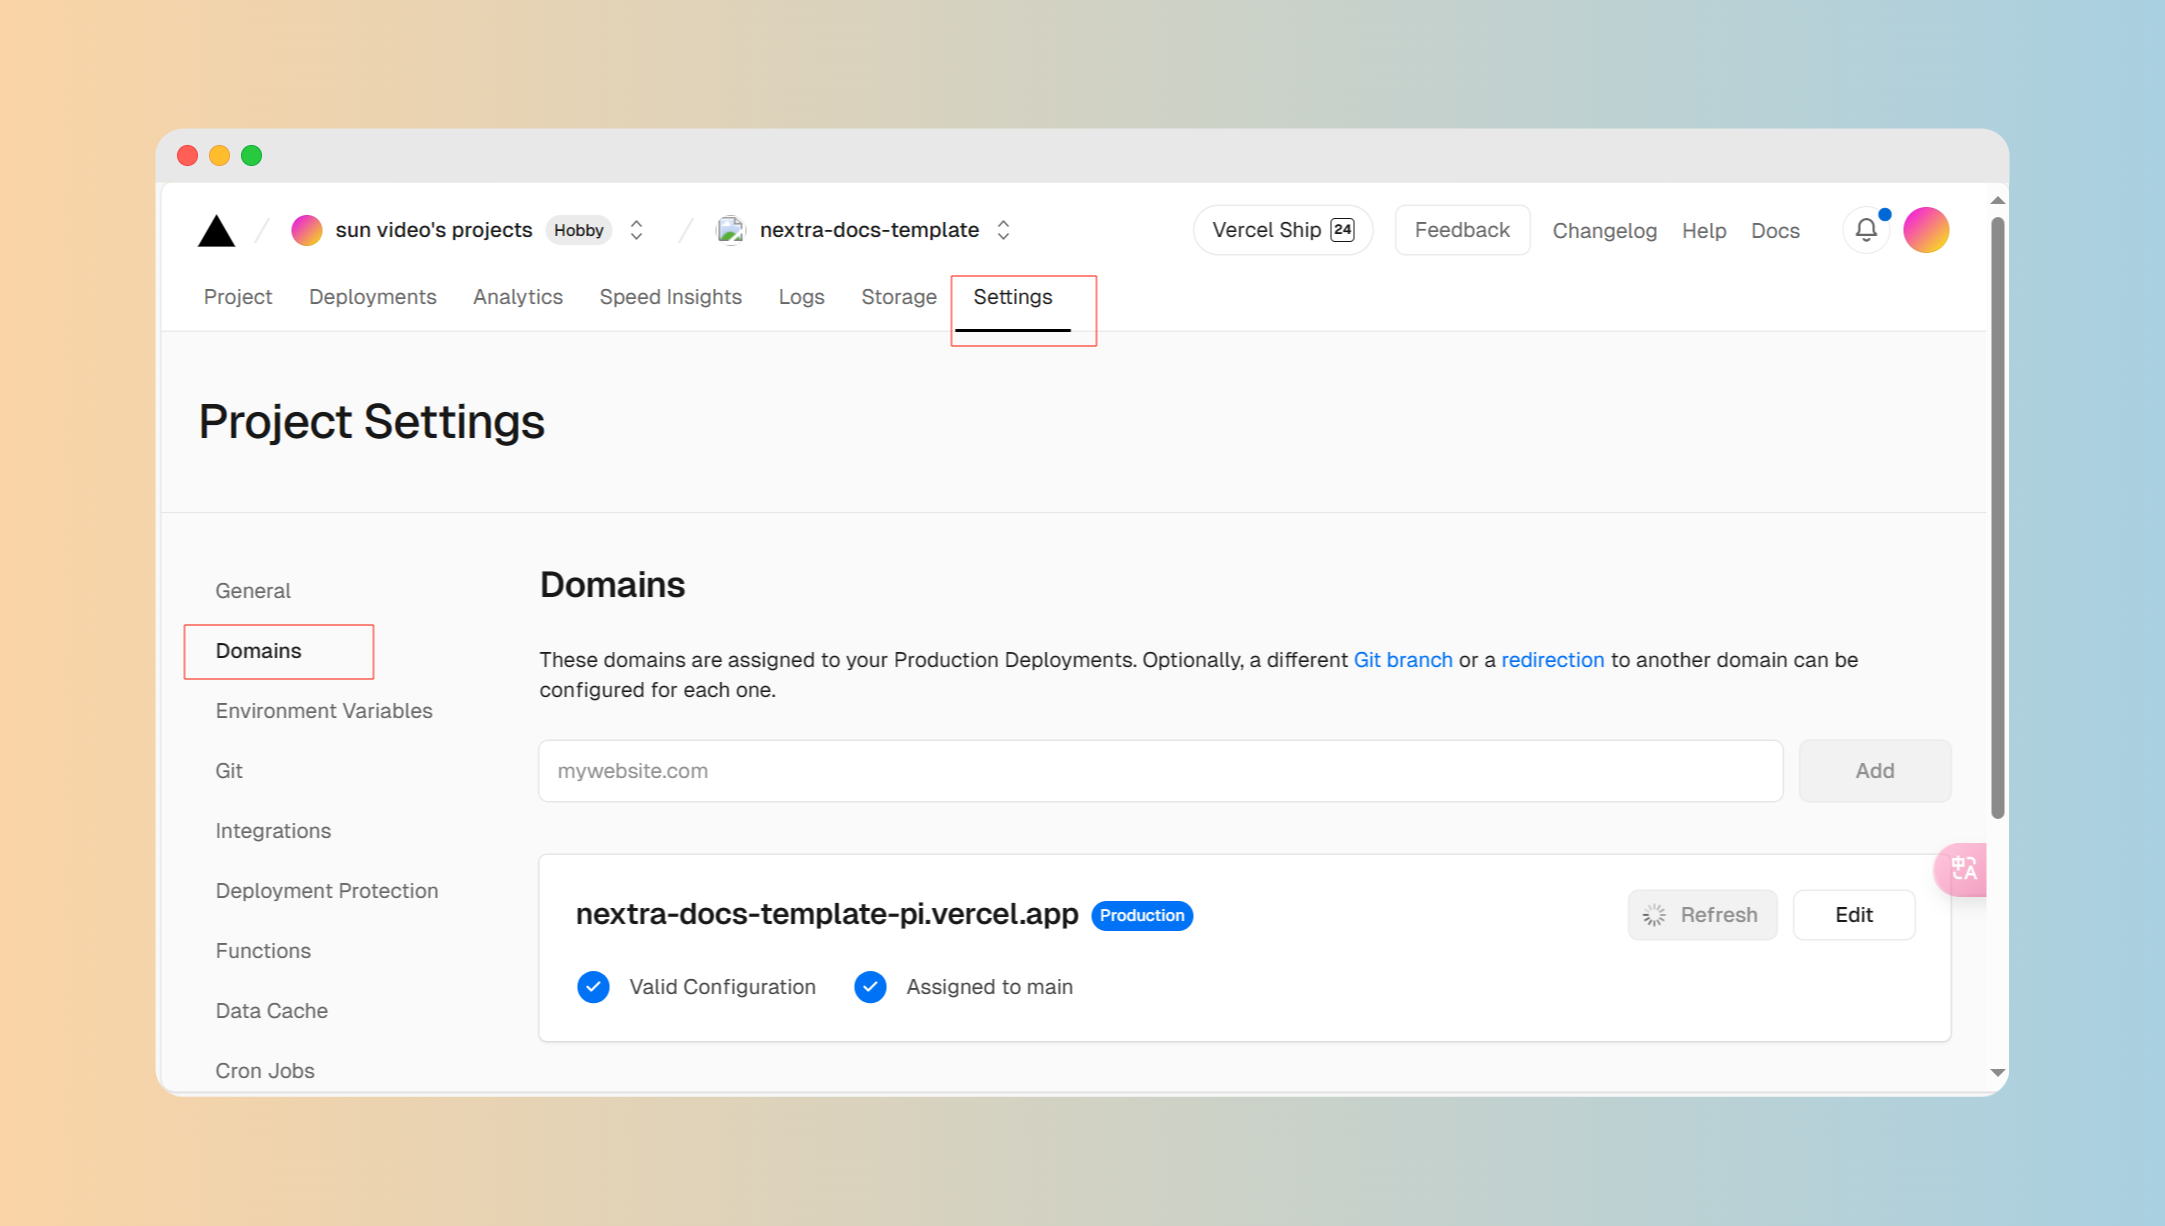 sun video's projects Hobby nextra-docs-template Vercel Ship 24 Feedback Changelog Help Docs
Project Deployments Analytics Speed Insights Logs Storage Settings
Project Settings
General
Domains
Environment Variables
Git
Integrations
Deployment Protection
Functions
Data Cache
Cron Jobs
Domains
These domains are assigned to your Production Deployments. Optionally, a different Git branch or a redirection to another domain can be
configured for each one.
mywebsite.com Add
中A
nextra-docs-template-pi.vercel.app Production Refresh Edit
Valid Configuration Assigned to main